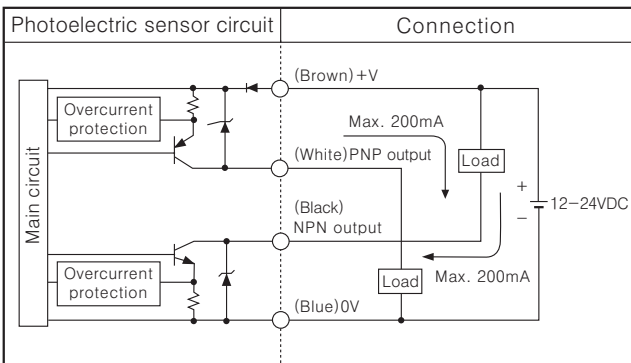 Photoelectric sensor circuit
Connection
Main circuit
Overcurrent
protection
(Brown)+V
Max. 200mA
(White)PNP output
Load
+
−
12−24VDC
(Black)
NPN output
Overcurrent
protection
Load
Max. 200mA
(Blue)0V